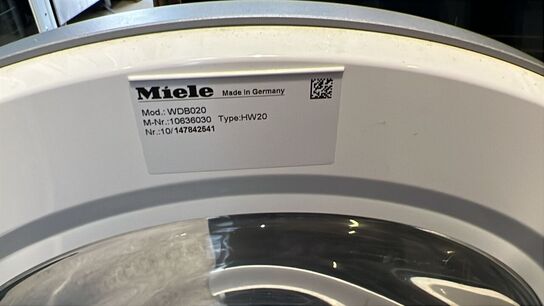 Miele Made in Germany
Mod.: WDB020
M-Nr.:10636030 Type:HW20
Nr.:10/147842641